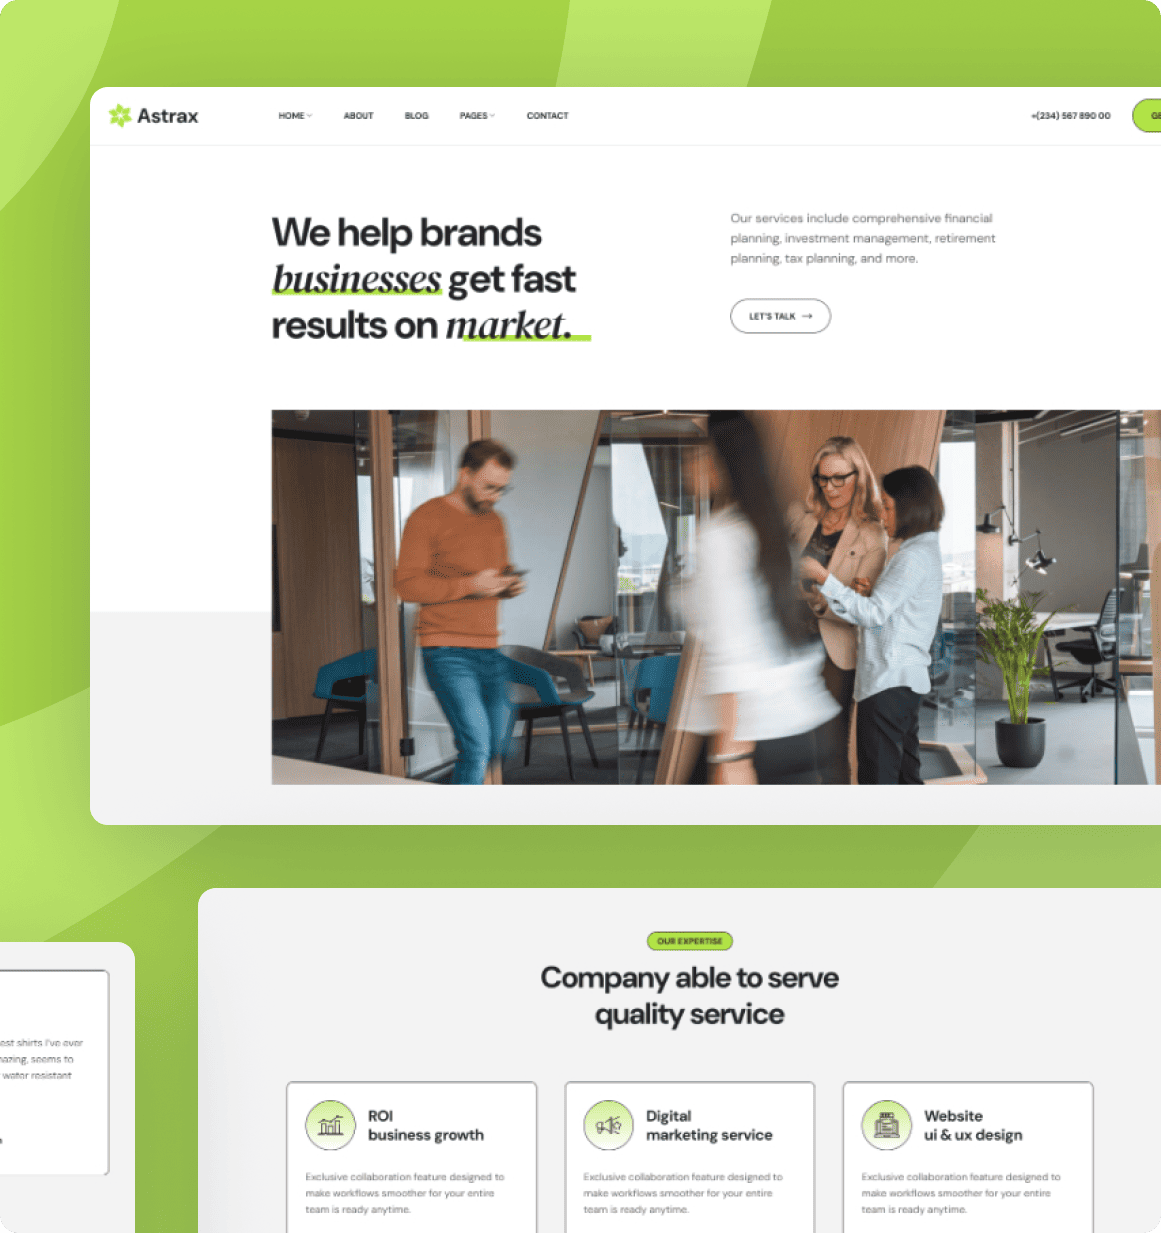 Astrax
HOME
ABOUT
BLOG
PAGES
CONTACT
+(234) 567 890 00
GE
We help brands
businesses get fast
results on market.
Our services include comprehensive financial
planning, investment management, retirement
planning, tax planning, and more.
LET'S TALK
OUR EXPERTISE
Company able to serve
quality service
est shirts I've ever
nazing, seems to
water resistant
ROI
business growth
Exclusive collaboration feature designed to
make workflows smoother for your entire
team is ready anytime.
Digital
marketing service
Exclusive collaboration feature designed to
make workflows smoother for your entire
team is ready anytime.
Website
ui & ux design
Exclusive collaboration feature designed to
make workflows smoother for your entire
team is ready anytime.